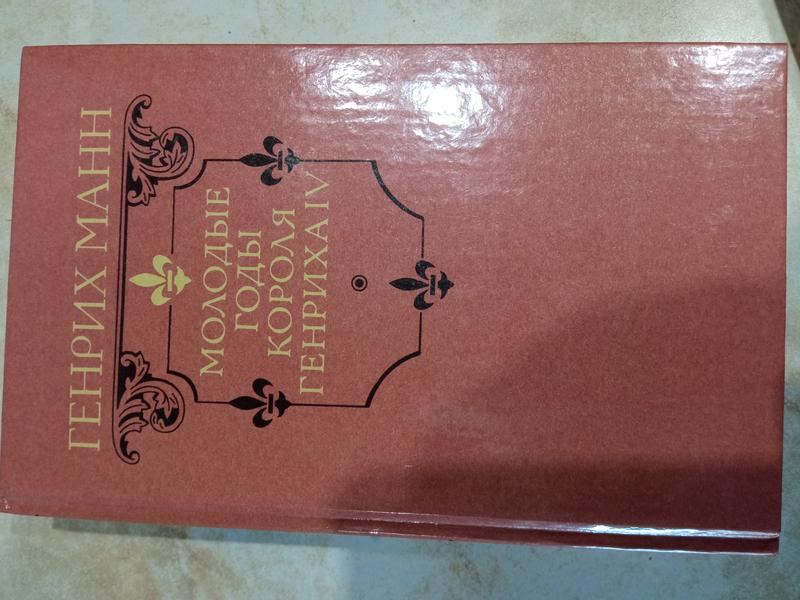 ГЕНРИХ МАНН
МОЛОДЫЕ
ГОДЫ
КОРОЛЯ
ГЕНРИХА IV